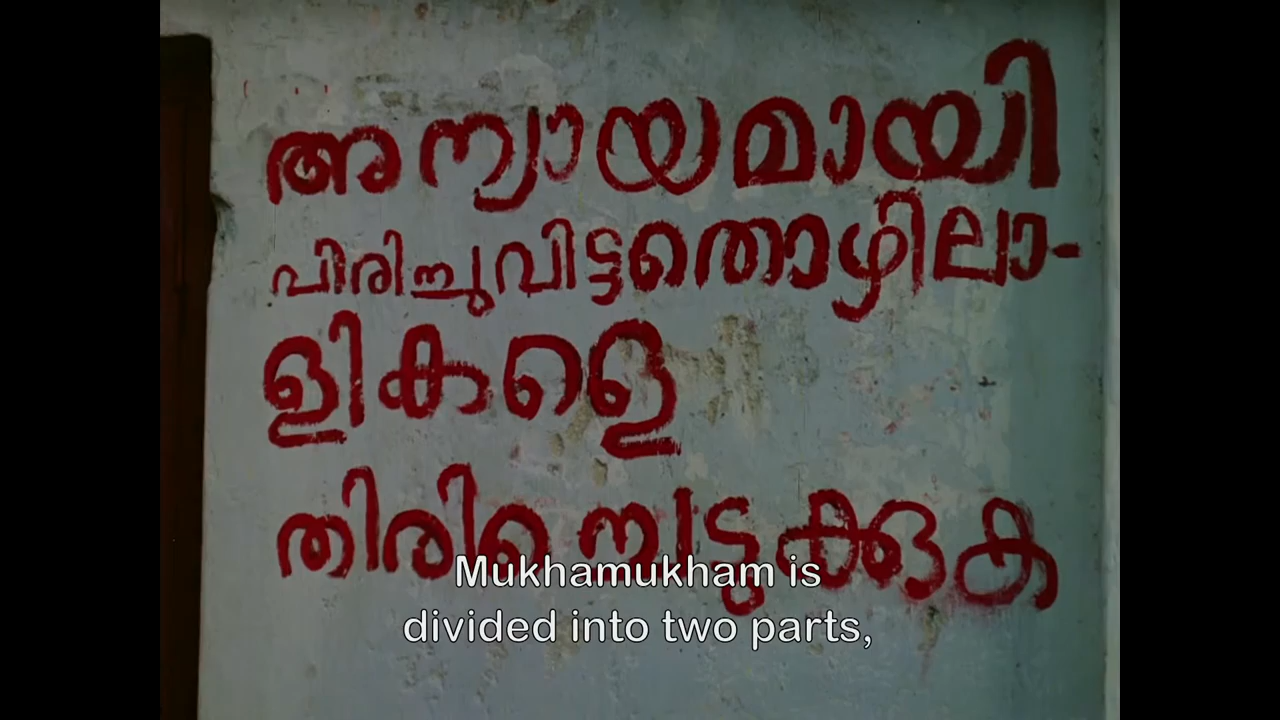 അന്യായമായി
പിരിച്ചുവിട്ടതൊഴിലാ-
ളികളെ
തിരിച്ചെടുക്കുക
Mukhamukham is
divided into two parts,